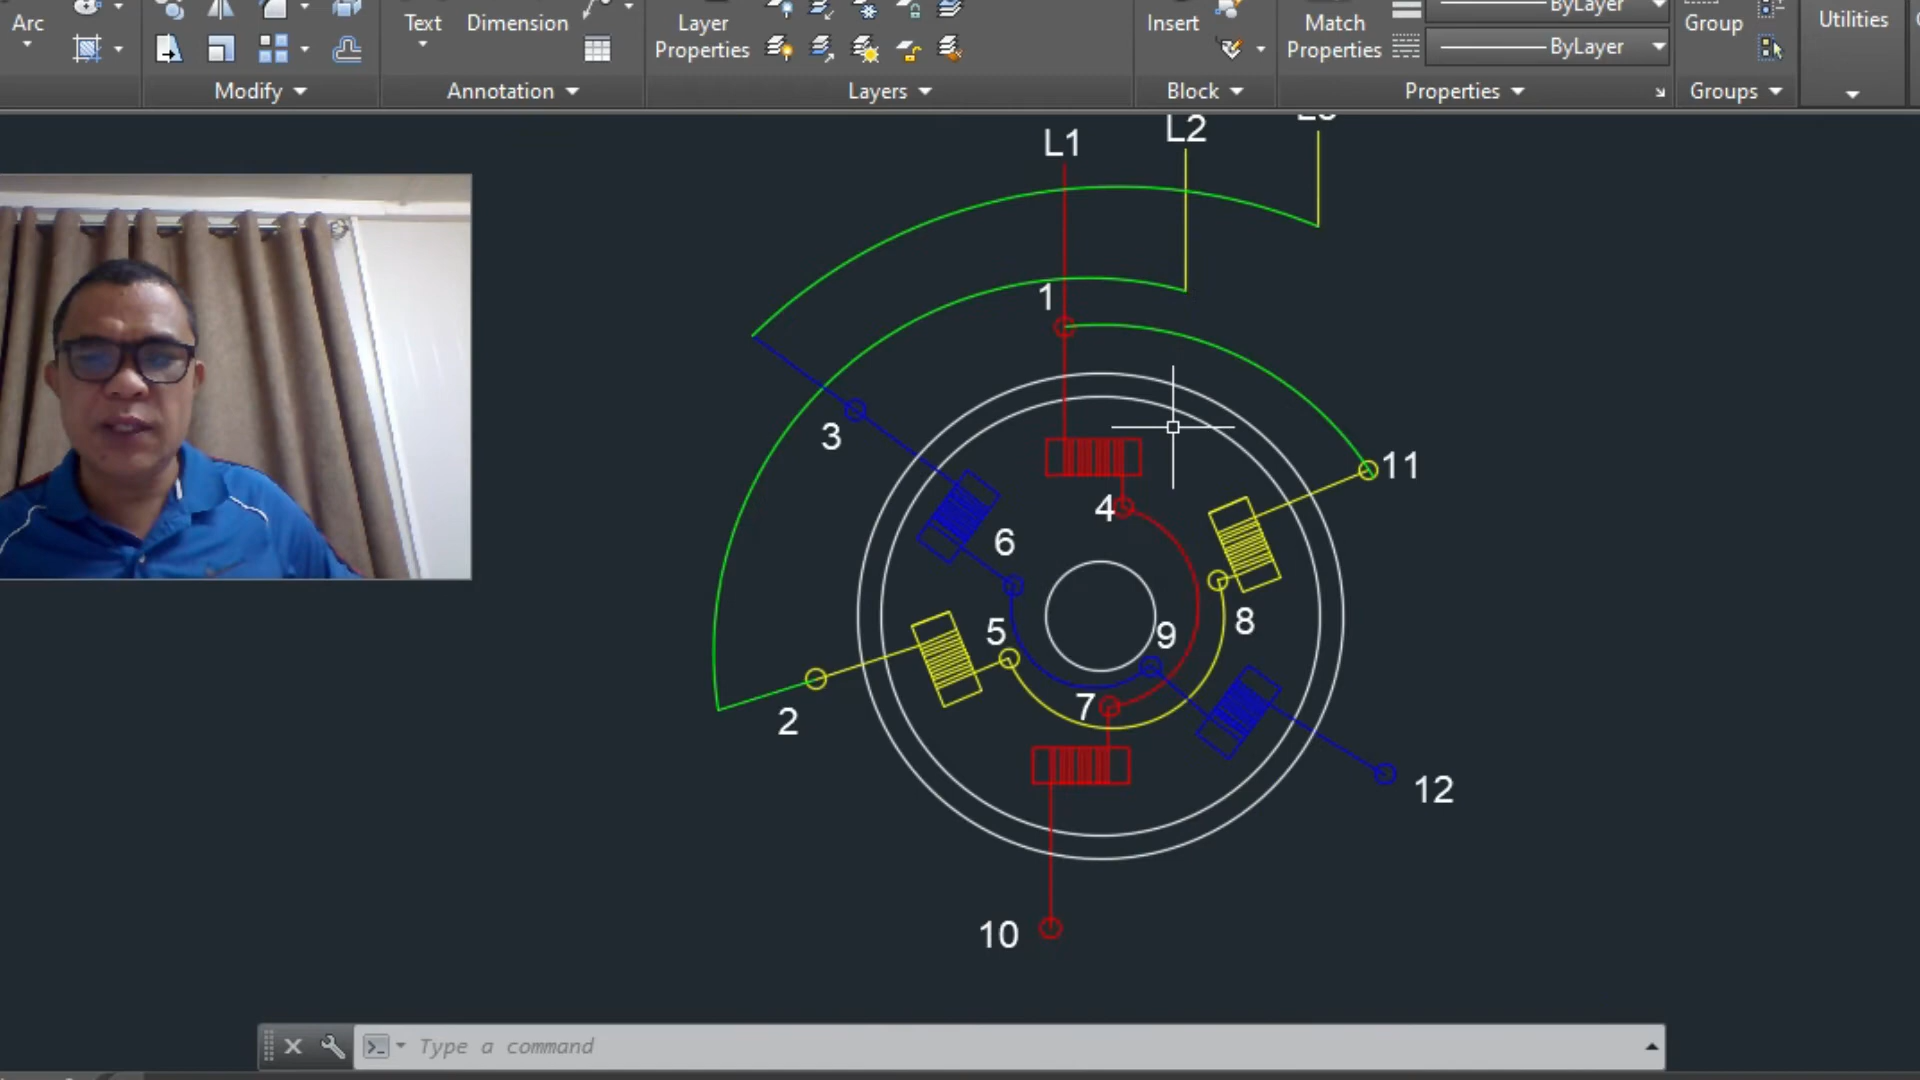 Arc
Text
Dimension
Layer
Properties
Insert
Match
Properties
ByLayer
ByLayer
Group
Utilities
Modify
Annotation
Layers
Block
Properties
Groups
L1
L2
1
3
11
4
6
5
9
8
7
2
12
10
Type a command